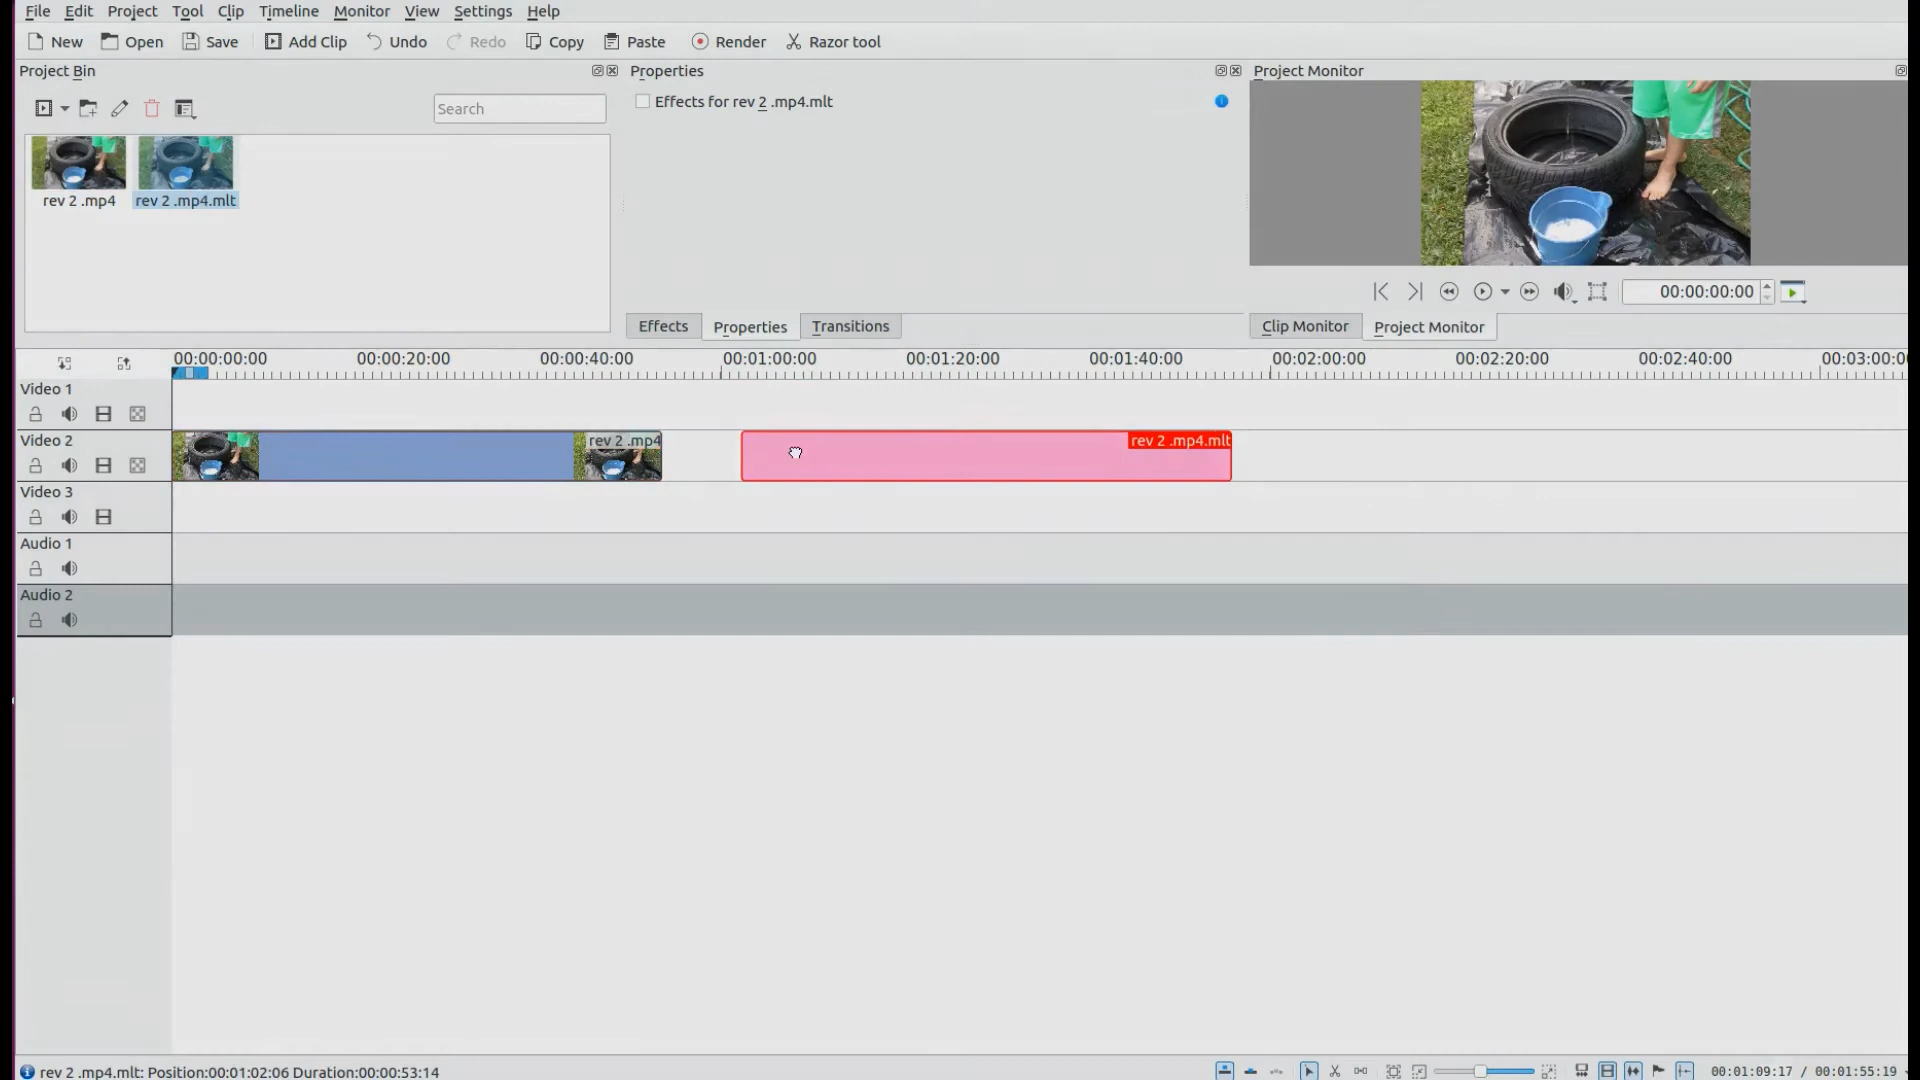 File Edit Project Tool Clip Timeline Monitor View Settings Help
New Open Save Add Clip Undo Redo Copy Paste Render Razor tool
Project Bin Properties Project Monitor
Search
Effects for rev 2 .mp4.mlt
rev 2 .mp4 rev 2 .mp4.mlt
00:00:00:00
Effects Properties Transitions Clip Monitor Project Monitor
00:00:00:00 00:00:20:00 00:00:40:00 00:01:00:00 00:01:20:00 00:01:40:00 00:02:00:00 00:02:20:00 00:02:40:00 00:03:00:0
Video 1
Video 2
rev 2 .mp4 rev 2 .mp4.mlt
Video 3
Audio 1
Audio 2
rev 2 .mp4.mlt: Position:00:01:02:06 Duration:00:00:53:14 00:01:09:17 / 00:01:55:19